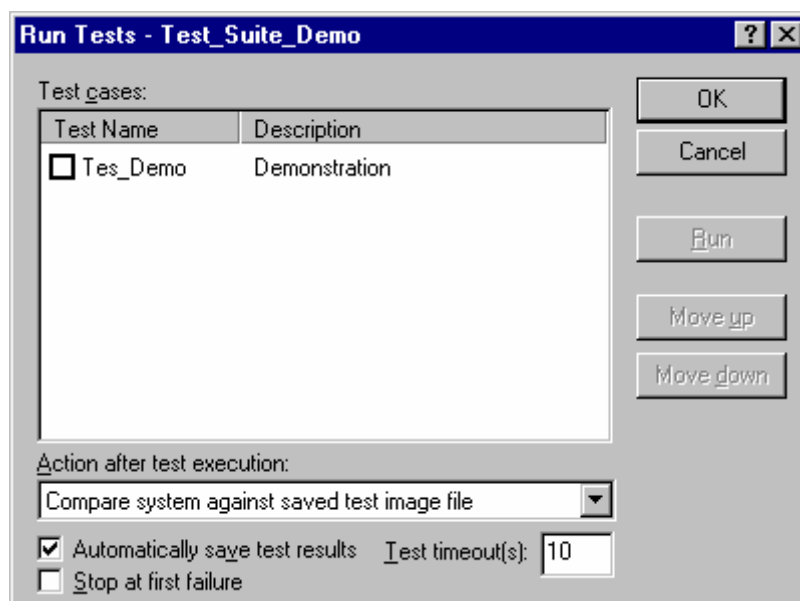 Run Tests - Test_Suite_Demo
Test cases:
Test Name Description
Tes_Demo Demonstration
OK
Cancel
Run
Move up
Move down
Action after test execution:
Compare system against saved test image file
Automatically save test results Test timeout(s): 10
Stop at first failure